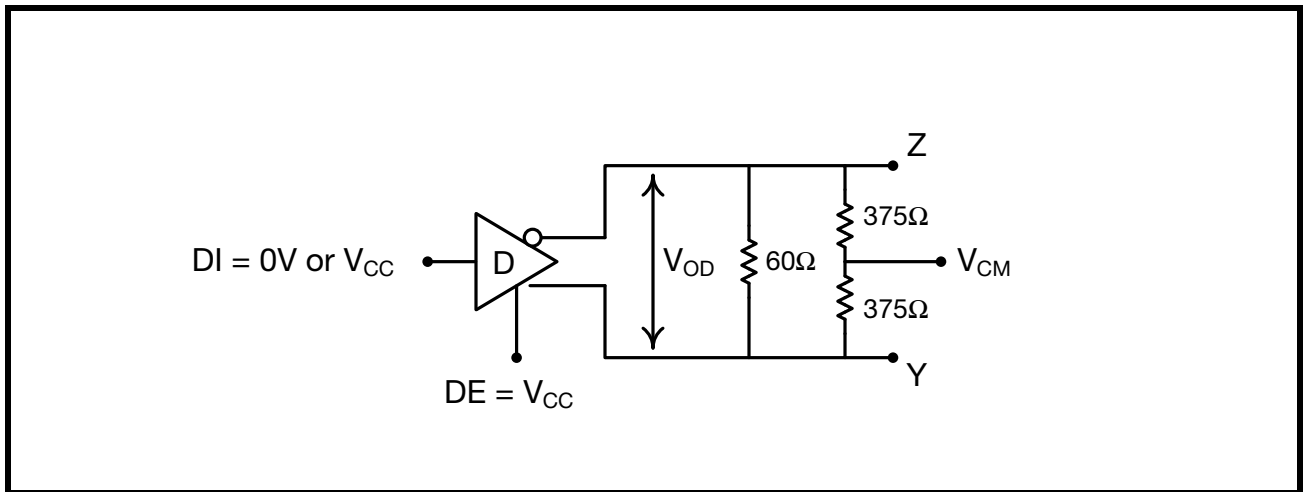 Z
375Ω
DI = 0V or VCC
D
VOD
60Ω
VCM
375Ω
Y
DE = VCC